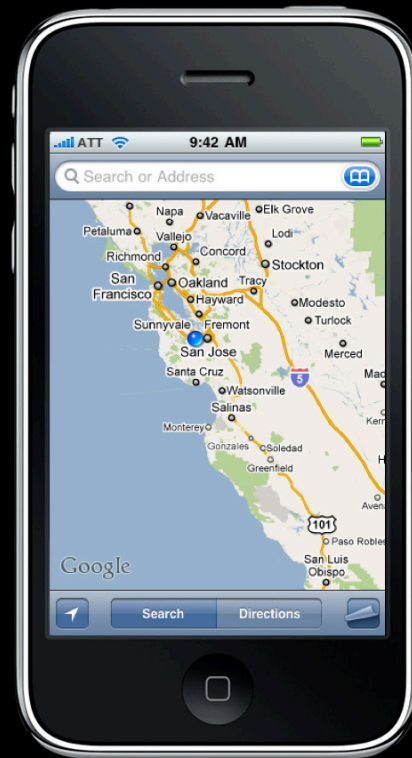 ATT 9:42 AM
Search or Address
Napa Vacaville Elk Grove
Petaluma Vallejo Lodi
Richmond Concord
Stockton
San Francisco Oakland Tracy
Hayward
Modesto
Sunnyvale Fremont Turlock
San Jose Merced
Santa Cruz
5
Watsonville
Salinas
Monterey
Gonzales Soledad
Greenfield
101
Paso Robles
San Luis
Obispo
Google
Search Directions